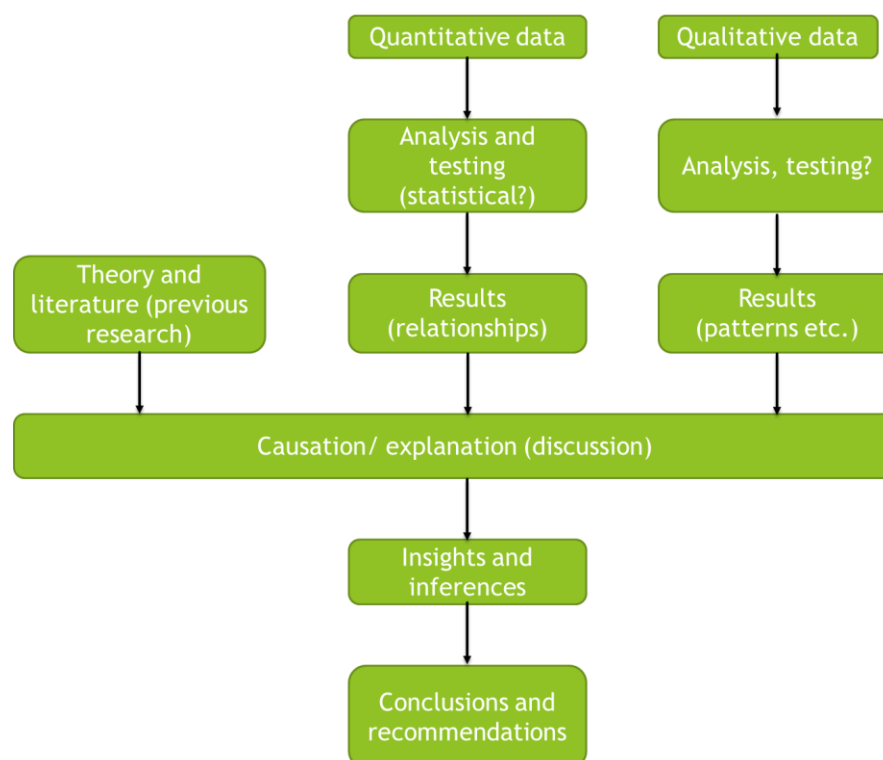 Quantitative data
Qualitative data
Analysis and
testing
(statistical?)
Analysis, testing?
Theory and
literature (previous
research)
Results
(relationships)
Results
(patterns etc.)
Causation/ explanation (discussion)
Insights and
inferences
Conclusions and
recommendations